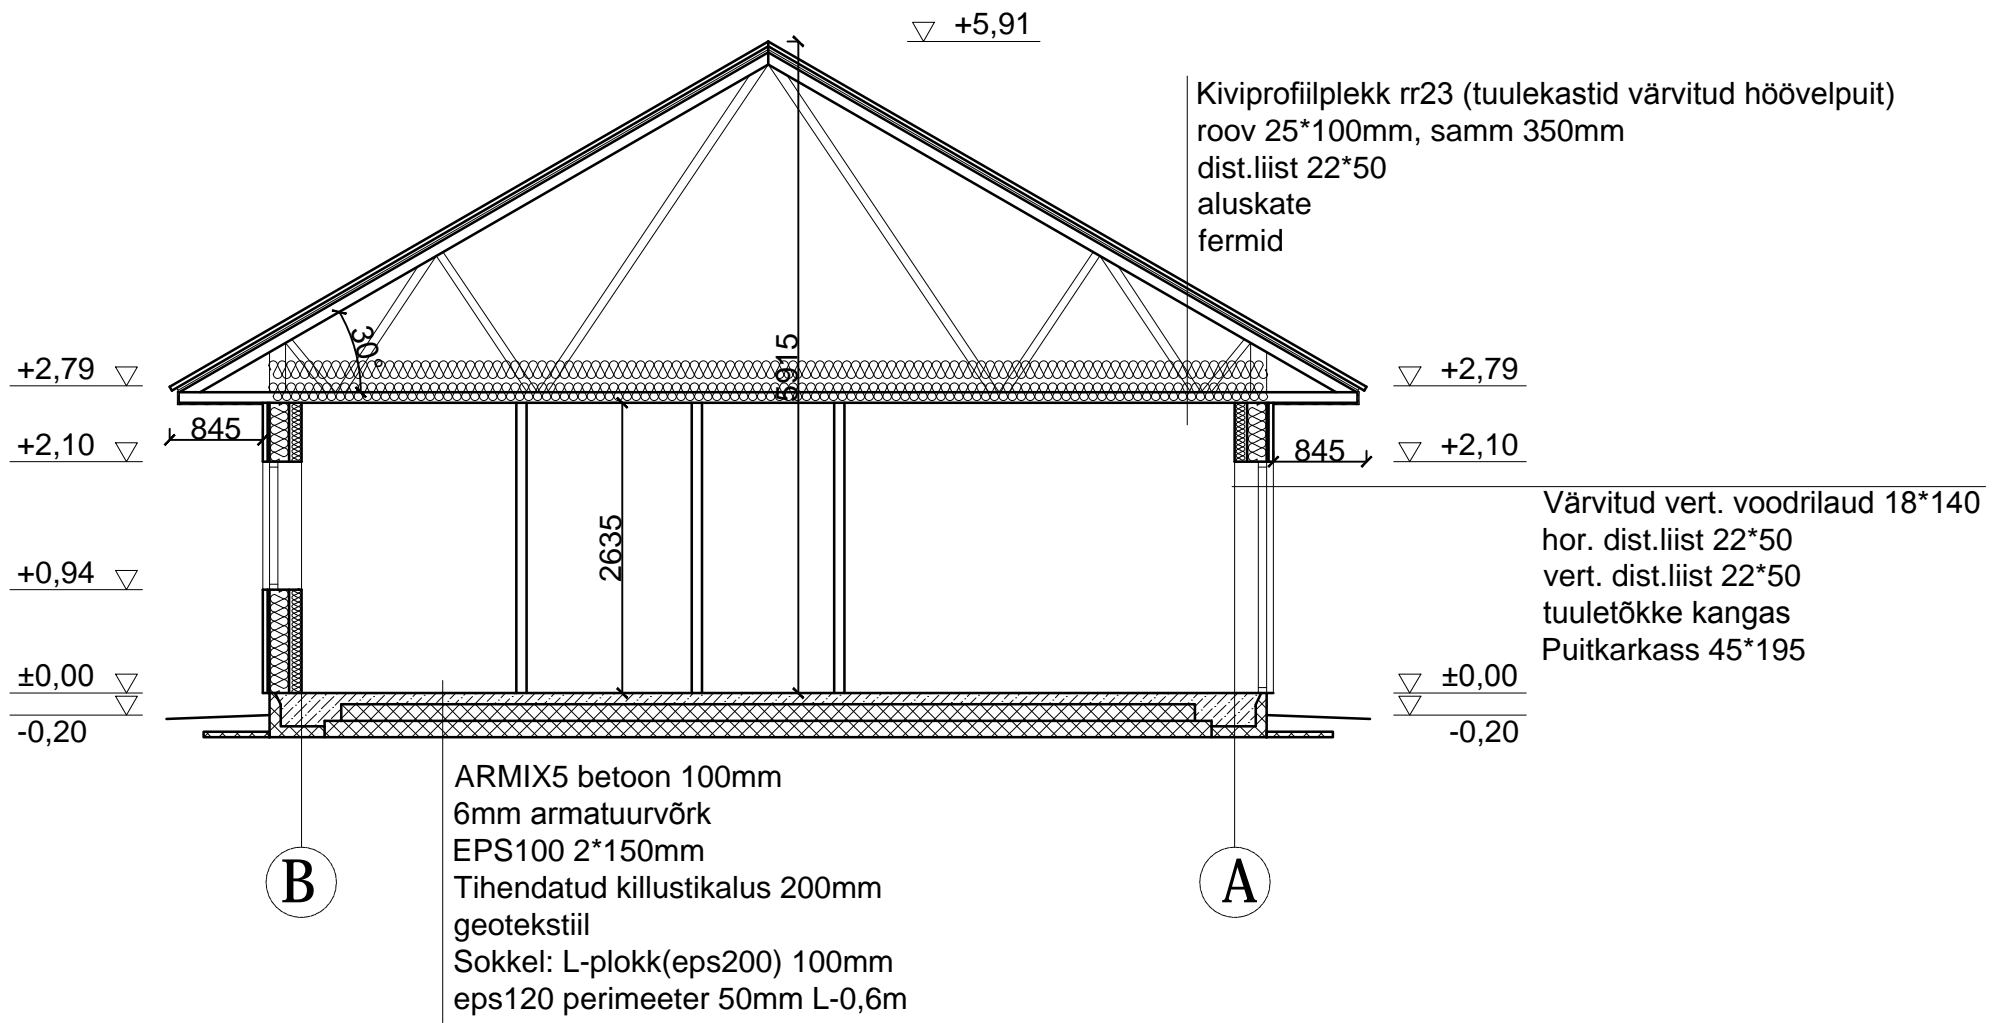 +5,91
Kiviprofiilplekk rr23 (tuulekastid värvitud höövelpuit)
roov 25*100mm, samm 350mm
dist.liist 22*50
aluskate
fermid
30°
5915
+2,79
+2,79
845
+2,10
845
+2,10
Värvitud vert. voodrilaud 18*140
hor. dist.liist 22*50
vert. dist.liist 22*50
tuuletõkke kangas
Puitkarkass 45*195
2635
+0,94
±0,00
-0,20
±0,00
-0,20
ARMIX5 betoon 100mm
6mm armatuurvõrk
EPS100 2*150mm
Tihendatud killustikalus 200mm
geotekstiil
Sokkel: L-plokk(eps200) 100mm
eps120 perimeeter 50mm L-0,6m
B
A